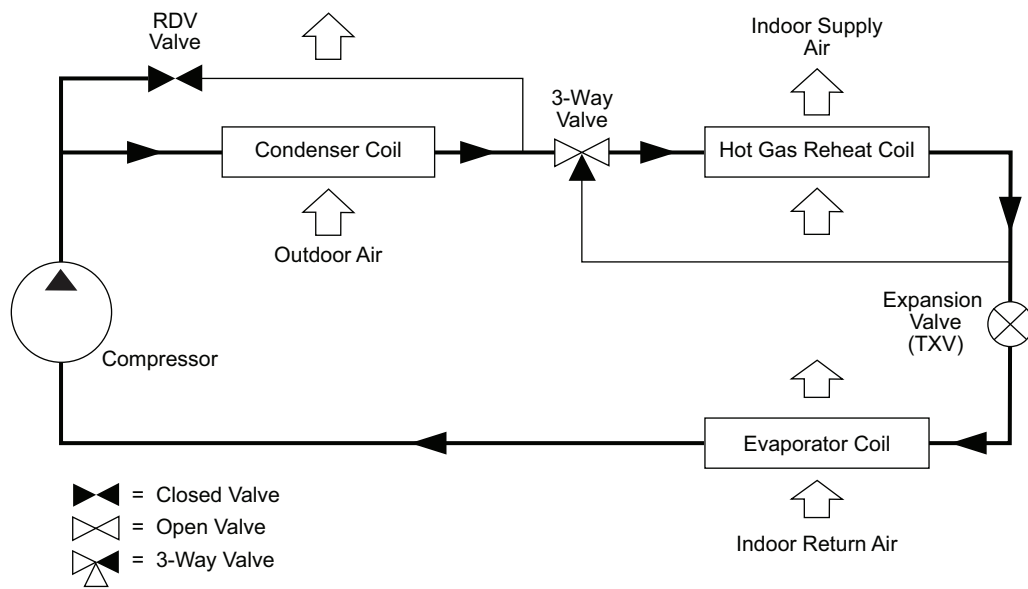 RDV
Valve
Indoor Supply
Air
3-Way
Valve
Condenser Coil
Hot Gas Reheat Coil
Outdoor Air
Expansion
Valve
(TXV)
Compressor
Evaporator Coil
= Closed Valve
= Open Valve
= 3-Way Valve
Indoor Return Air